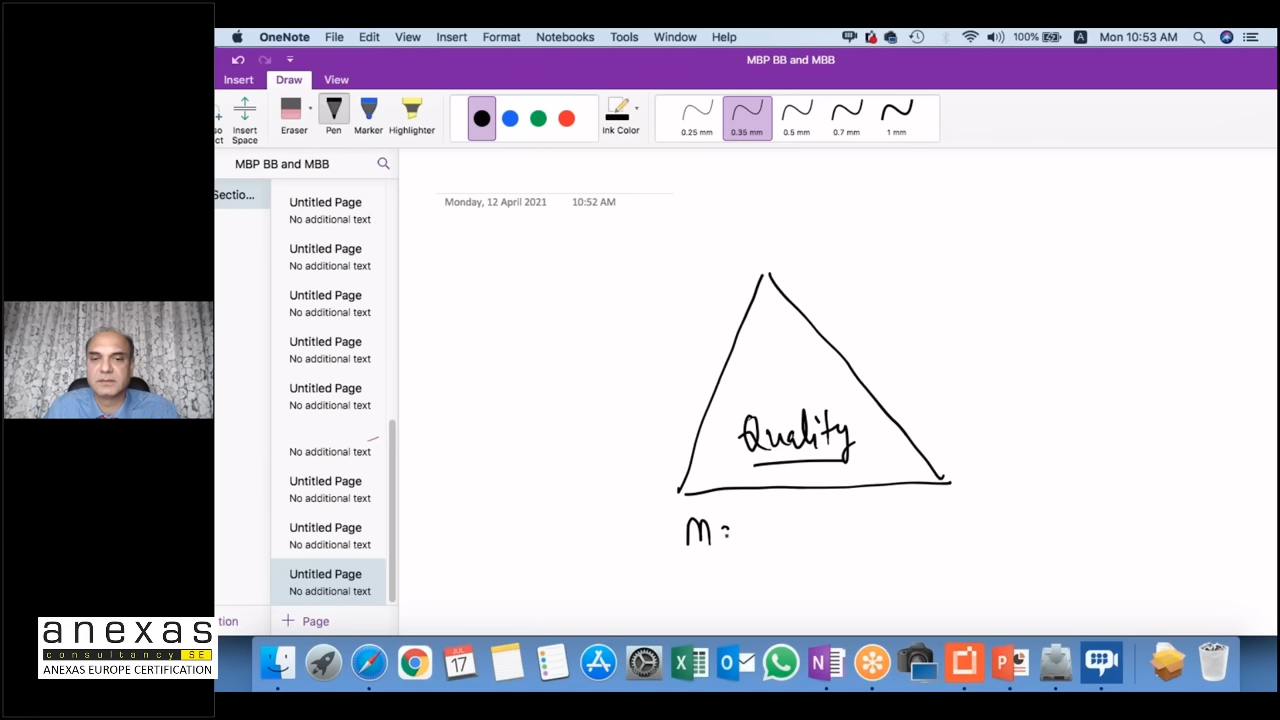 OneNote File Edit View Insert Format Notebooks Tools Window Help 100% A Mon 10:53 AM
MBP BB and MBB
Insert Draw View
Insert Space
Eraser
Pen
Marker
Highlighter
Ink Color
0.25 mm
0.35 mm
0.5 mm
0.7 mm
1 mm
MBP BB and MBB
Sectio...
Untitled Page
No additional text
Untitled Page
No additional text
Untitled Page
No additional text
Untitled Page
No additional text
Untitled Page
No additional text
No additional text
Untitled Page
No additional text
Untitled Page
No additional text
Untitled Page
No additional text
+ Page
Monday, 12 April 2021 10:52 AM
Quality
M
anexas
consultancy SE
ANEXAS EUROPE CERTIFICATION
JUL
17